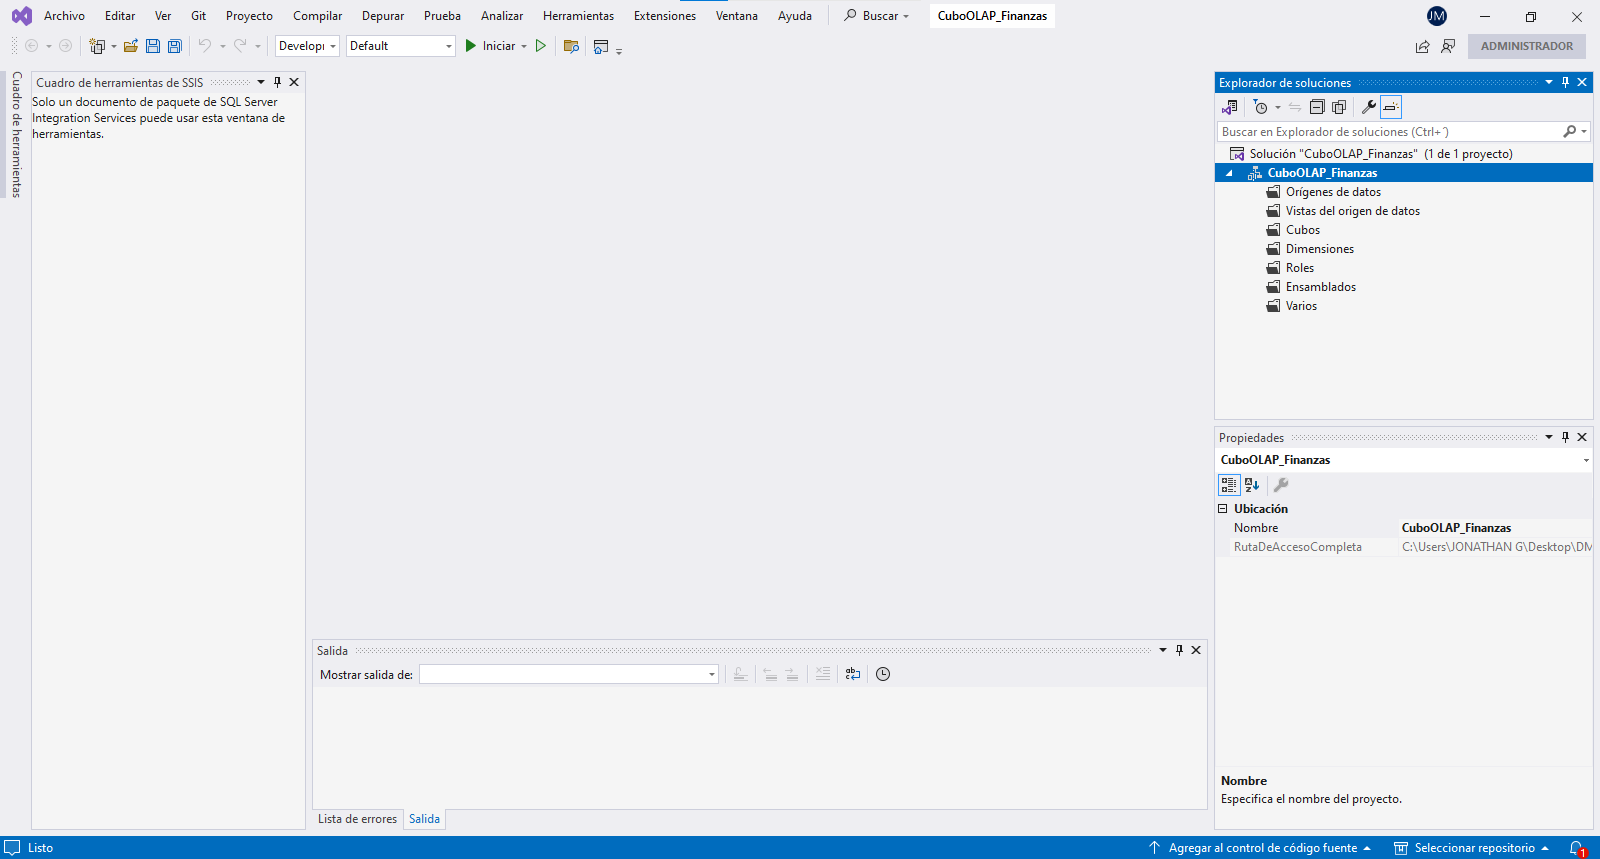 Archivo Editar Ver Git Proyecto Compilar Depurar Prueba Analizar Herramientas Extensiones Ventana Ayuda Buscar CuboOLAP_Finanzas JM
Develop Default Iniciar ADMINISTRADOR
Cuadro de herramientas
Cuadro de herramientas de SSIS
Solo un documento de paquete de SQL Server
Integration Services puede usar esta ventana de
herramientas.
Explorador de soluciones
Buscar en Explorador de soluciones (Ctrl+´)
Solución "CuboOLAP_Finanzas" (1 de 1 proyecto)
CuboOLAP_Finanzas
Orígenes de datos
Vistas del origen de datos
Cubos
Dimensiones
Roles
Ensamblados
Varios
Propiedades
CuboOLAP_Finanzas
Ubicación
Nombre CuboOLAP_Finanzas
RutaDeAccesoCompleta C:\Users\JONATHAN G\Desktop\DM
Nombre
Especifica el nombre del proyecto.
Salida
Mostrar salida de:
Lista de errores Salida
Listo Agregar al control de código fuente Seleccionar repositorio 1